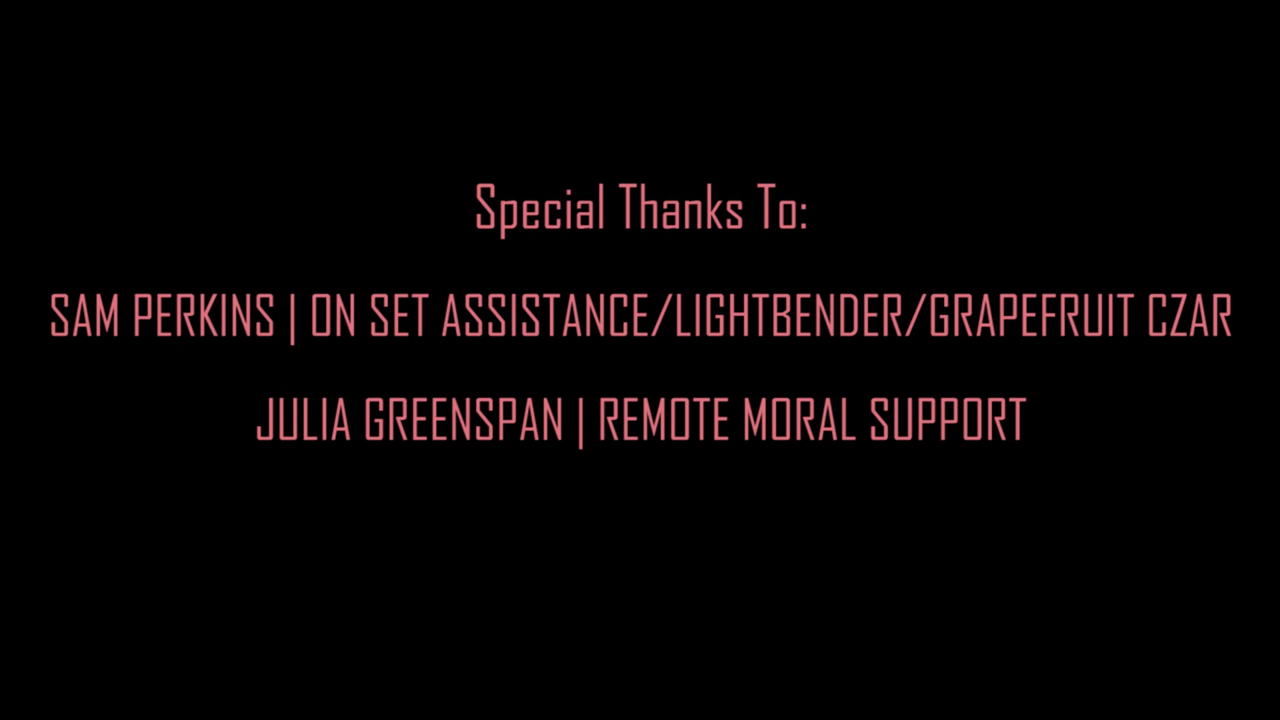 Special Thanks To:
SAM PERKINS | ON SET ASSISTANCE/LIGHTBENDER/GRAPEFRUIT CZAR
JULIA GREENSPAN | REMOTE MORAL SUPPORT